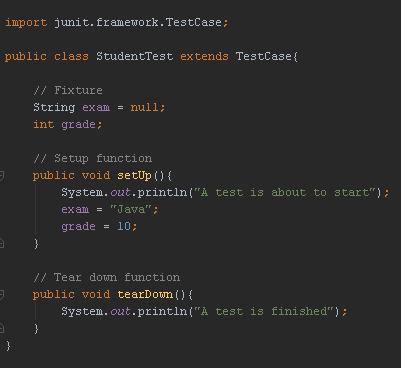 import junit.framework.TestCase;
public class StudentTest extends TestCase{
// Fixture
String exam = null;
int grade;
// Setup function
public void setUp(){
System.out.println("A test is about to start");
exam = "Java";
grade = 10;
}
// Tear down function
public void tearDown(){
System.out.println("A test is finished");
}
}